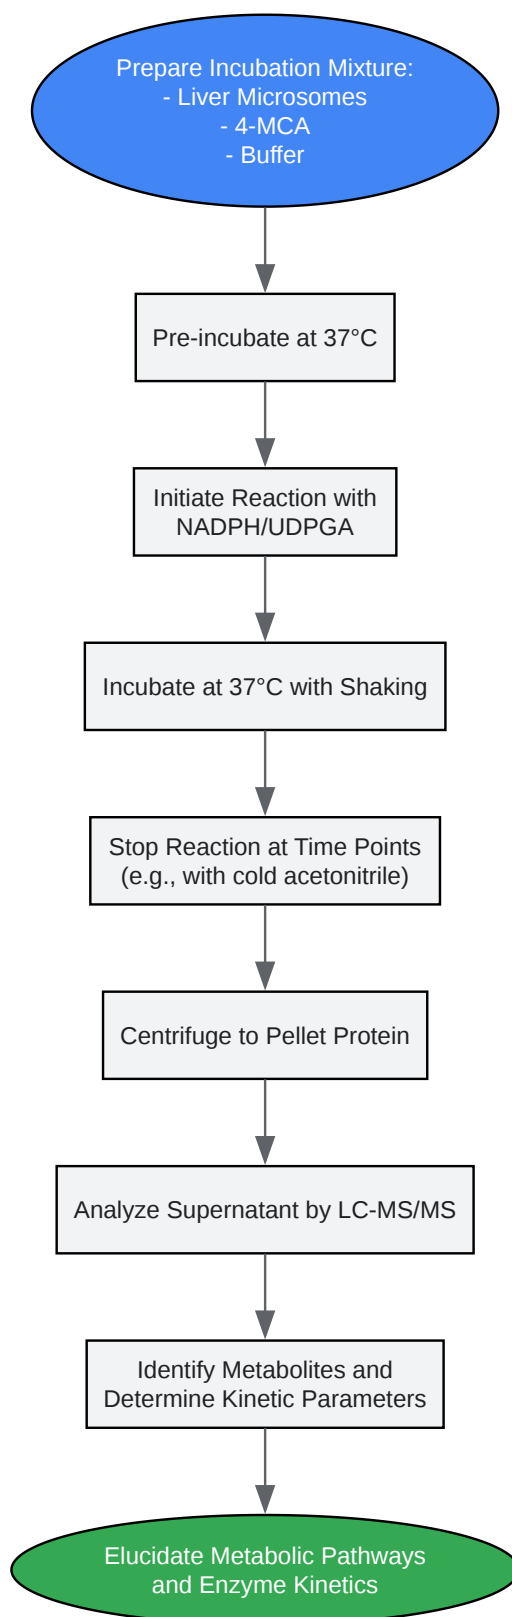 Prepare Incubation Mixture:
- Liver Microsomes
- 4-MCA
- Buffer
Pre-incubate at 37°C
Initiate Reaction with
NADPH/UDPGA
Incubate at 37°C with Shaking
Stop Reaction at Time Points
(e.g., with cold acetonitrile)
Centrifuge to Pellet Protein
Analyze Supernatant by LC-MS/MS
Identify Metabolites and
Determine Kinetic Parameters
Elucidate Metabolic Pathways
and Enzyme Kinetics